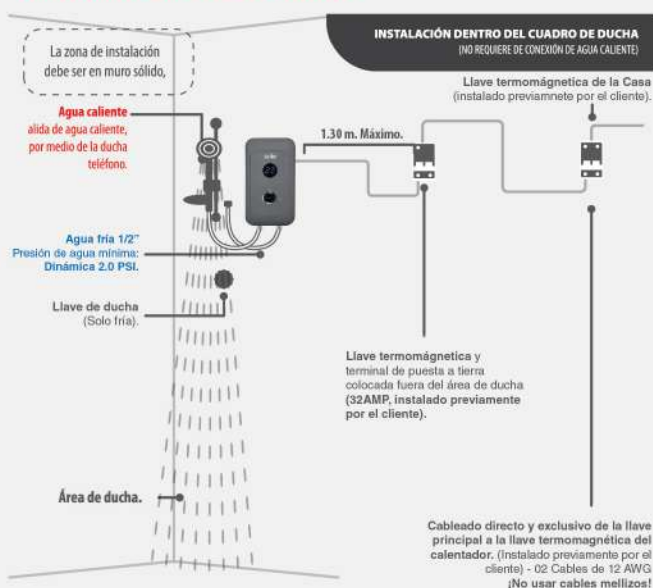 INSTALACIÓN DENTRO DEL CUADRO DE DUCHA
(NO REQUIERE DE CONEXIÓN DE AGUA CALIENTE)
La zona de instalación
debe ser en muro sólido,
Llave termomágnetica de la Casa
(instalado previamnete por el cliente).
Agua caliente
alida de agua caliente,
por medio de la ducha
teléfono.
1.30 m. Máximo.
Agua fría 1/2"
Presión de agua mínima:
Dinámica 2.0 PSI.
Llave de ducha
(Solo fría).
Llave termomágnetica y
terminal de puesta a tierra
colocada fuera del área de ducha
(32AMP, instalado previamente
por el cliente).
Área de ducha.
Cableado directo y exclusivo de la llave
principal a la llave termomagnética del
calentador. (Instalado previamente por el
cliente) - 02 Cables de 12 AWG
¡No usar cables mellizos!